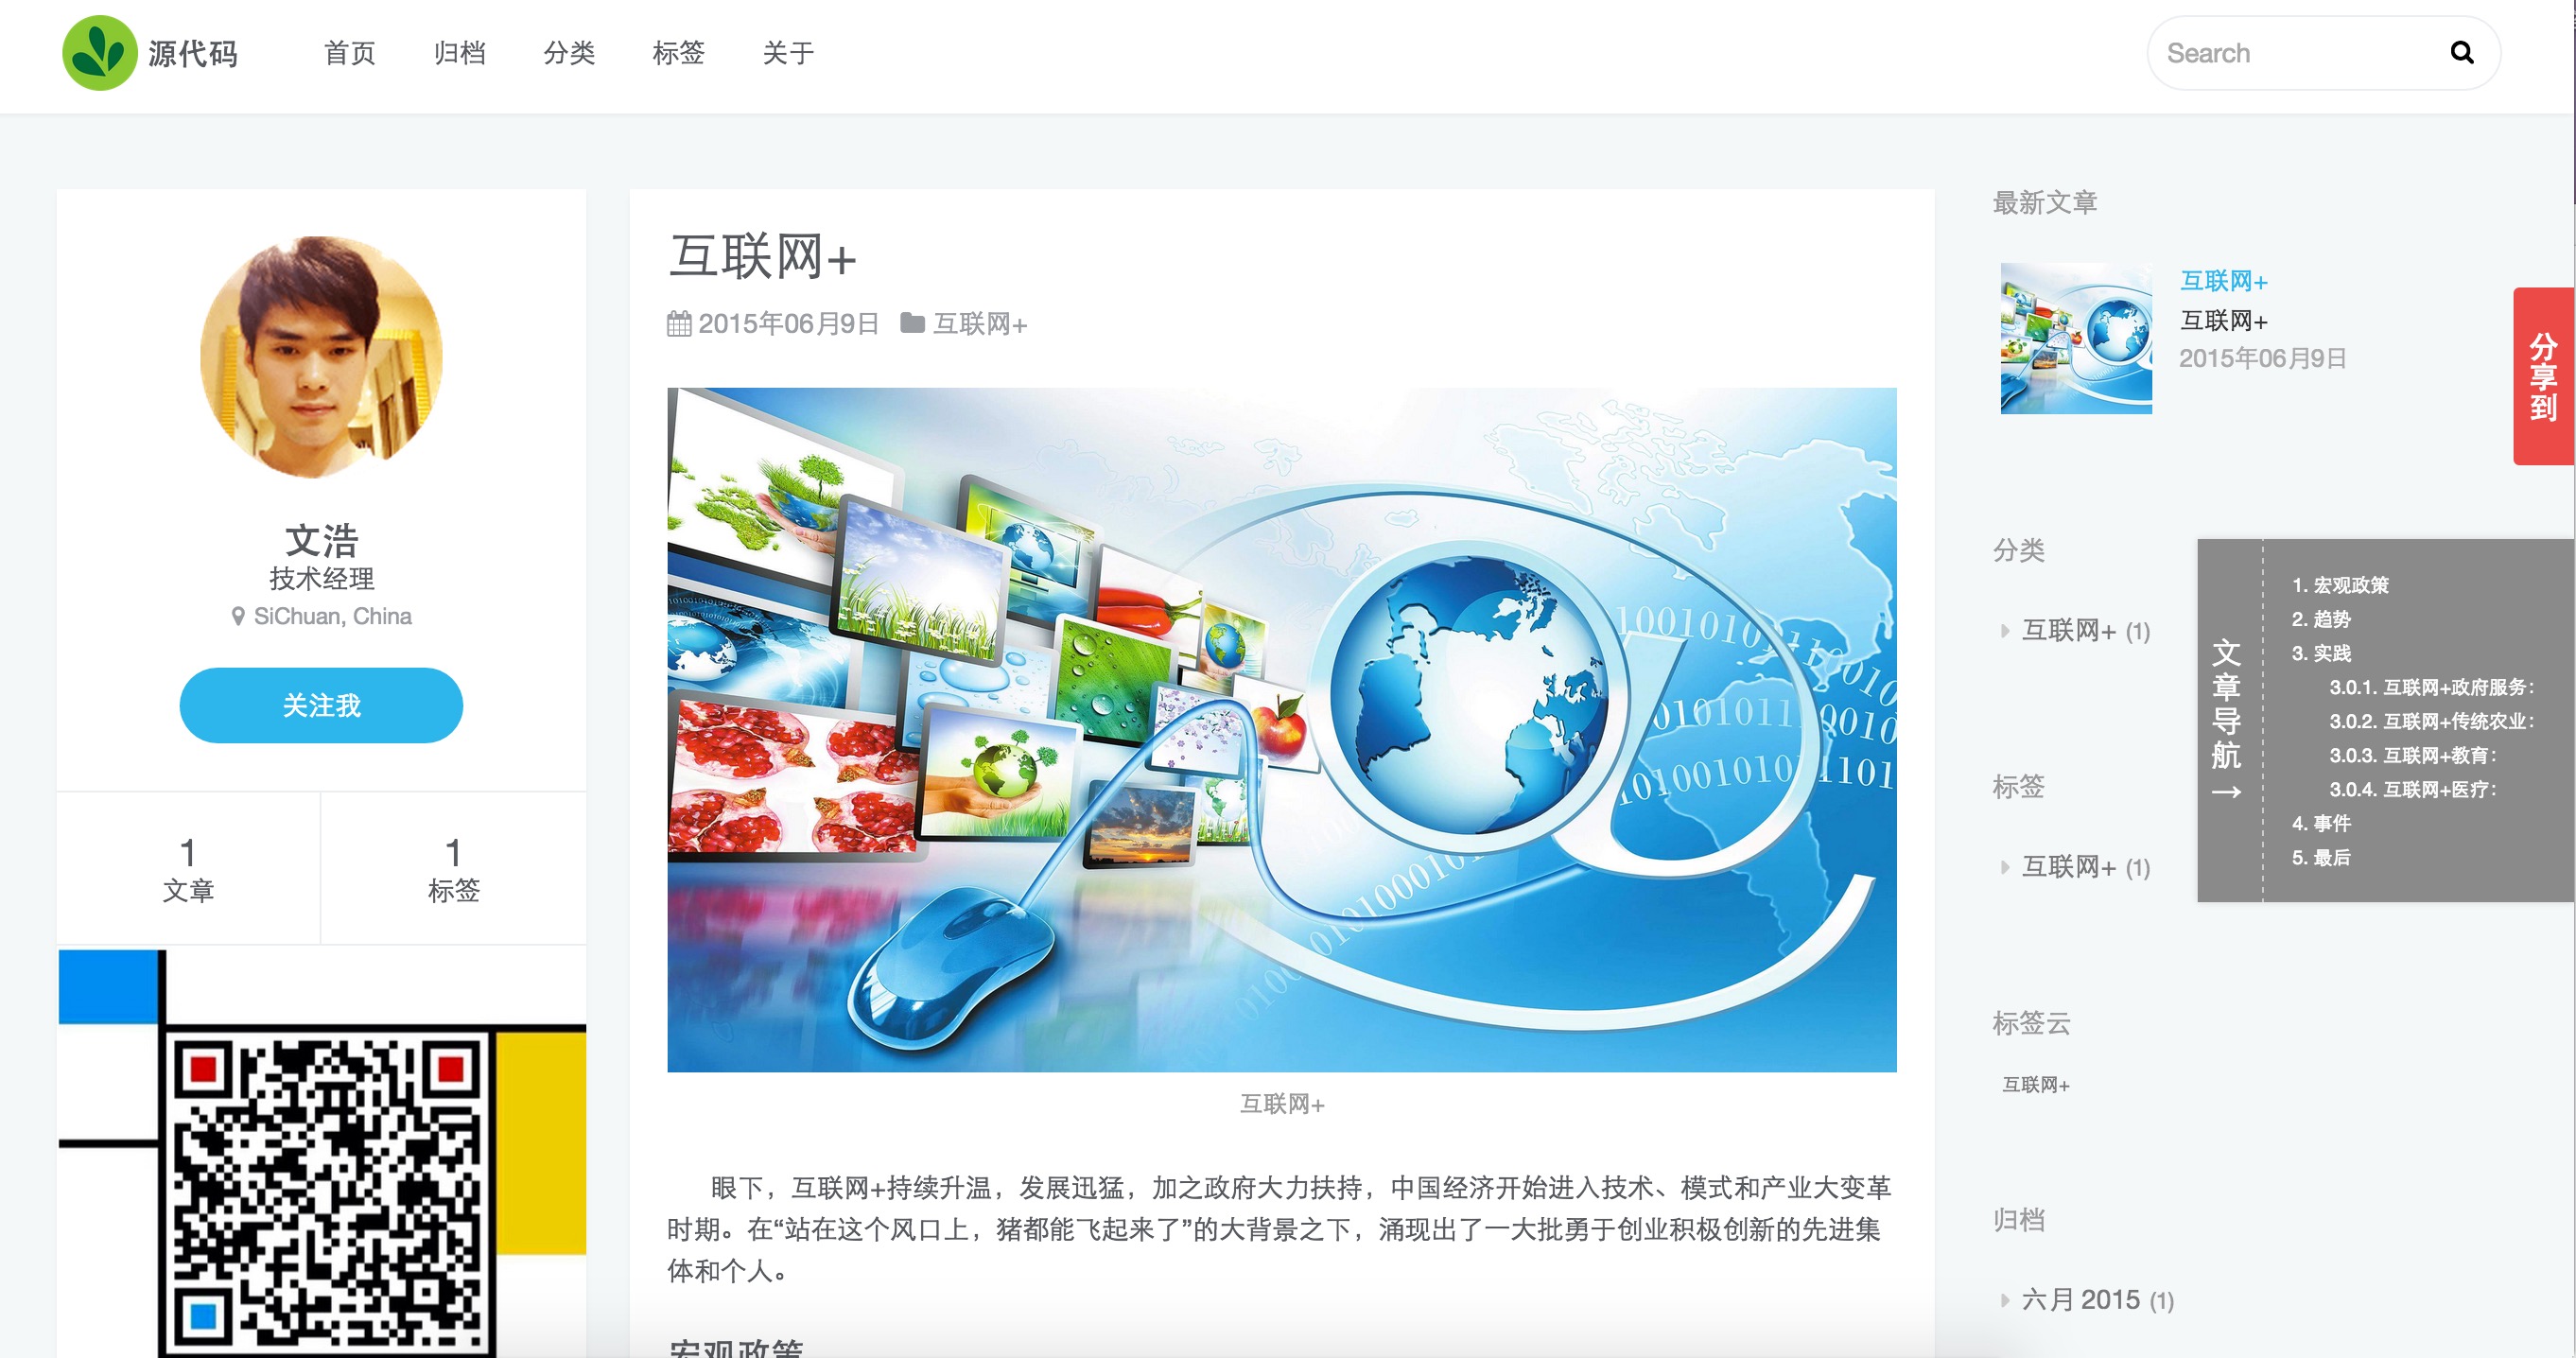 源代码
首页 归档 分类 标签 关于
Search
文浩
技术经理
SiChuan, China
关注我
1
文章
1
标签
互联网+
2015年06月9日 互联网+
互联网+
眼下，互联网+持续升温，发展迅猛，加之政府大力扶持，中国经济开始进入技术、模式和产业大变革
时期。在“站在这个风口上，猪都能飞起来了”的大背景之下，涌现出了一大批勇于创业积极创新的先进集
体和个人。
宏观政策
最新文章
互联网+
互联网+
2015年06月9日
分类
互联网+ (1)
标签
互联网+ (1)
标签云
互联网+
归档
六月 2015 (1)
分享到
文章导航→
1. 宏观政策
2. 趋势
3. 实践
3.0.1. 互联网+政府服务：
3.0.2. 互联网+传统农业：
3.0.3. 互联网+教育：
3.0.4. 互联网+医疗：
4. 事件
5. 最后